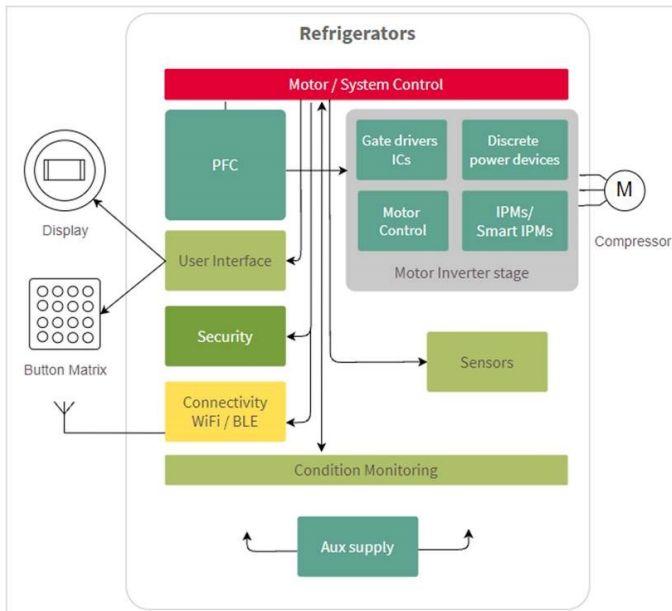 Refrigerators
Motor / System Control
PFC
Gate drivers
ICs
Discrete
power devices
Motor
Control
IPMs/
Smart IPMs
Motor Inverter stage
M
Compressor
Display
User Interface
Button Matrix
Security
Sensors
Connectivity
WiFi / BLE
Condition Monitoring
Aux supply